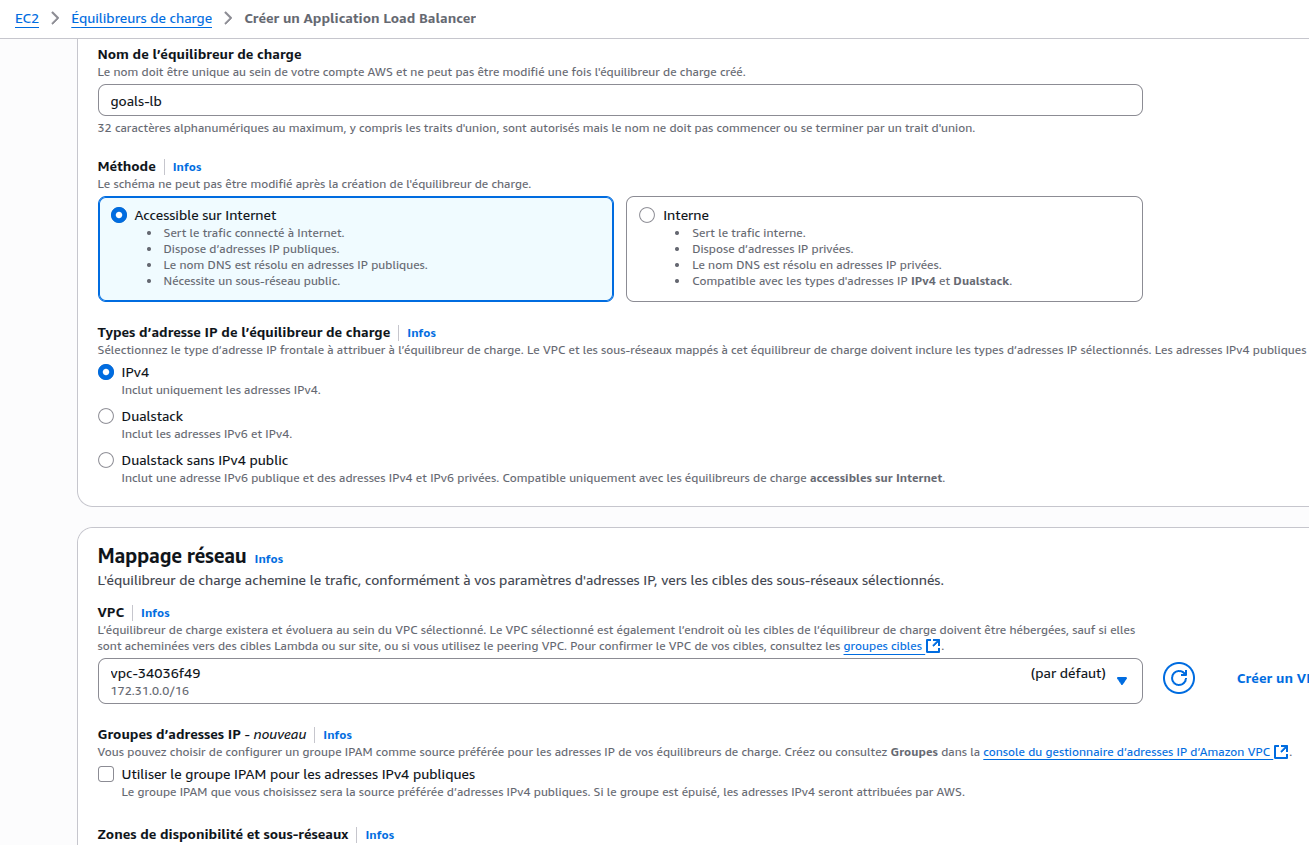 EC2 > Équilibreurs de charge > Créer un Application Load Balancer
Nom de l'équilibreur de charge
Le nom doit être unique au sein de votre compte AWS et ne peut pas être modifié une fois l'équilibreur de charge créé.
goals-lb
32 caractères alphanumériques au maximum, y compris les traits d'union, sont autorisés mais le nom ne doit pas commencer ou se terminer par un trait d'union.
Méthode | Infos
Le schéma ne peut pas être modifié après la création de l'équilibreur de charge.
Accessible sur Internet
• Sert le trafic connecté à Internet.
• Dispose d'adresses IP publiques.
• Le nom DNS est résolu en adresses IP publiques.
• Nécessite un sous-réseau public.
Interne
• Sert le trafic interne.
• Dispose d'adresses IP privées.
• Le nom DNS est résolu en adresses IP privées.
• Compatible avec les types d'adresses IP IPv4 et Dualstack.
Types d'adresse IP de l'équilibreur de charge | Infos
Sélectionnez le type d'adresse IP frontale à attribuer à l'équilibreur de charge. Le VPC et les sous-réseaux mappés à cet équilibreur de charge doivent inclure les types d'adresses IP sélectionnés. Les adresses IPv4 publiques
IPv4
Inclut uniquement les adresses IPv4.
Dualstack
Inclut les adresses IPv6 et IPv4.
Dualstack sans IPv4 public
Inclut une adresse IPv6 publique et des adresses IPv4 et IPv6 privées. Compatible uniquement avec les équilibreurs de charge accessibles sur Internet.
Mappage réseau Infos
L'équilibreur de charge achemine le trafic, conformément à vos paramètres d'adresses IP, vers les cibles des sous-réseaux sélectionnés.
VPC | Infos
L'équilibreur de charge existera et évoluera au sein du VPC sélectionné. Le VPC sélectionné est également l'endroit où les cibles de l'équilibreur de charge doivent être hébergées, sauf si elles
sont acheminées vers des cibles Lambda ou sur site, ou si vous utilisez le peering VPC. Pour confirmer le VPC de vos cibles, consultez les groupes cibles.
vpc-34036f49 (par défaut)
172.31.0.0/16
Créer un VP
Groupes d'adresses IP - nouveau | Infos
Vous pouvez choisir de configurer un groupe IPAM comme source préférée pour les adresses IP de vos équilibreurs de charge. Créez ou consultez Groupes dans la console du gestionnaire d'adresses IP d'Amazon VPC.
Utiliser le groupe IPAM pour les adresses IPv4 publiques
Le groupe IPAM que vous choisissez sera la source préférée d'adresses IPv4 publiques. Si le groupe est épuisé, les adresses IPv4 seront attribuées par AWS.
Zones de disponibilité et sous-réseaux | Infos